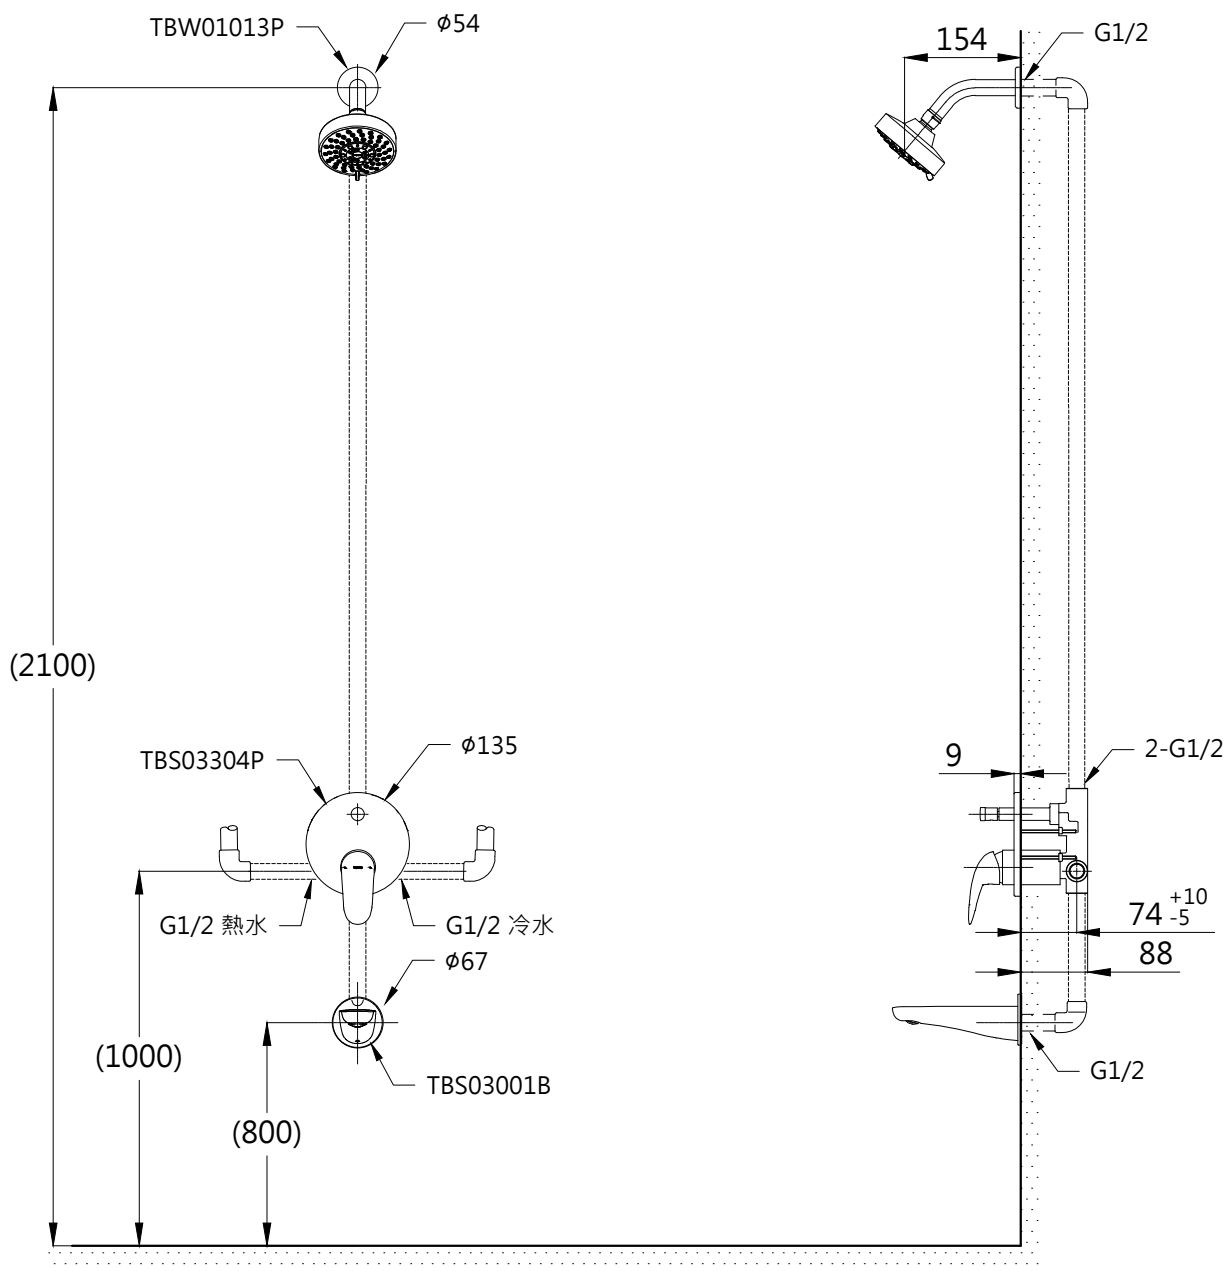 TBW01013P
φ54
154
G1/2
(2100)
TBS03304P
φ135
9
2-G1/2
G1/2 熱水
G1/2 冷水
74 +10
-5
88
φ67
(1000)
TBS03001B
G1/2
(800)